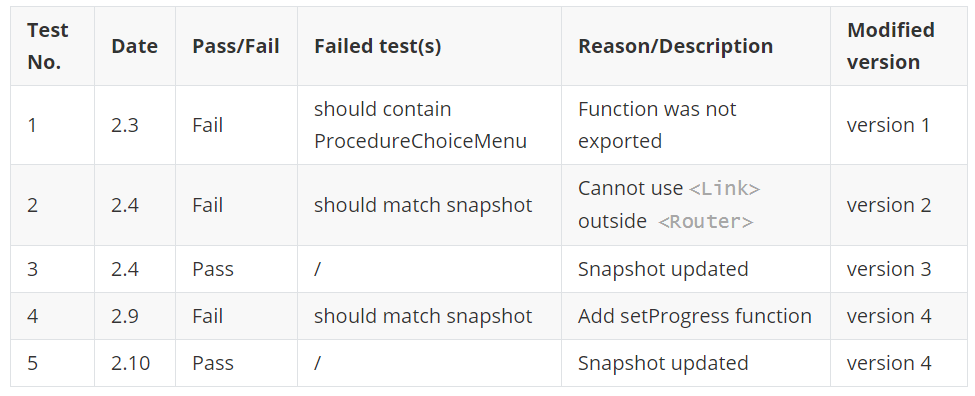 Test No. Date Pass/Fail Failed test(s) Reason/Description Modified version
1 2.3 Fail should contain ProcedureChoiceMenu Function was not exported version 1
2 2.4 Fail should match snapshot Cannot use <Link> outside <Router> version 2
3 2.4 Pass / Snapshot updated version 3
4 2.9 Fail should match snapshot Add setProgress function version 4
5 2.10 Pass / Snapshot updated version 4